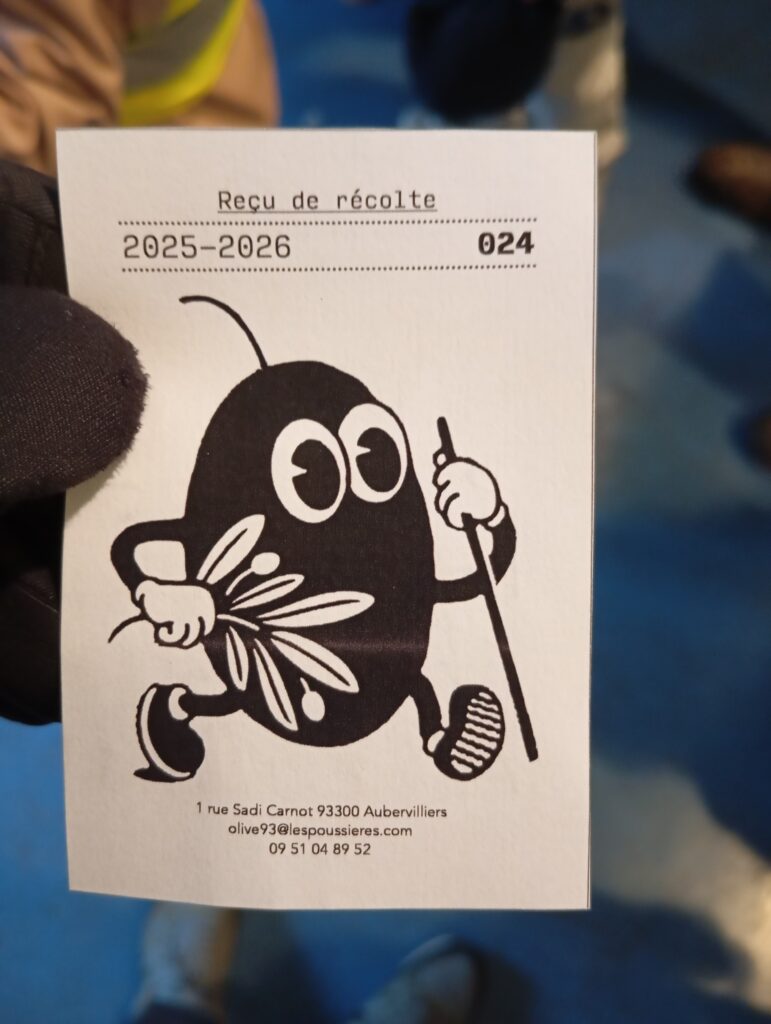 Reçu de récolte
2025-2026 024
1 rue Sadi Carnot 93300 Aubervilliers
olive93@lespoussieres.com
09 51 04 89 52